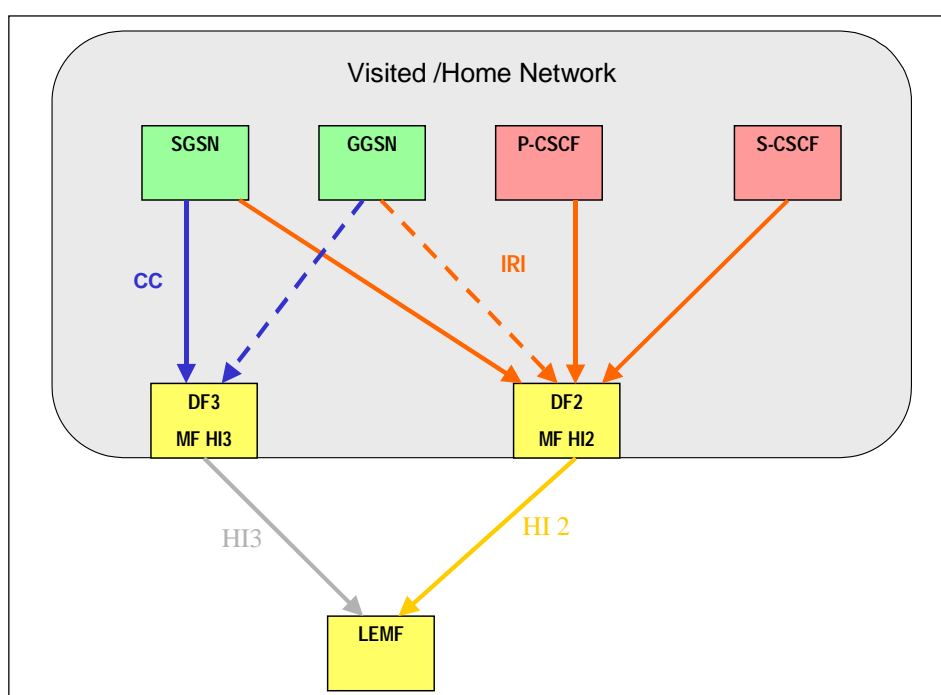 Visited /Home Network
SGSN
GGSN
P-CSCF
S-CSCF
CC
IRI
DF3
MF HI3
DF2
MF HI2
HI3
HI 2
LEMF